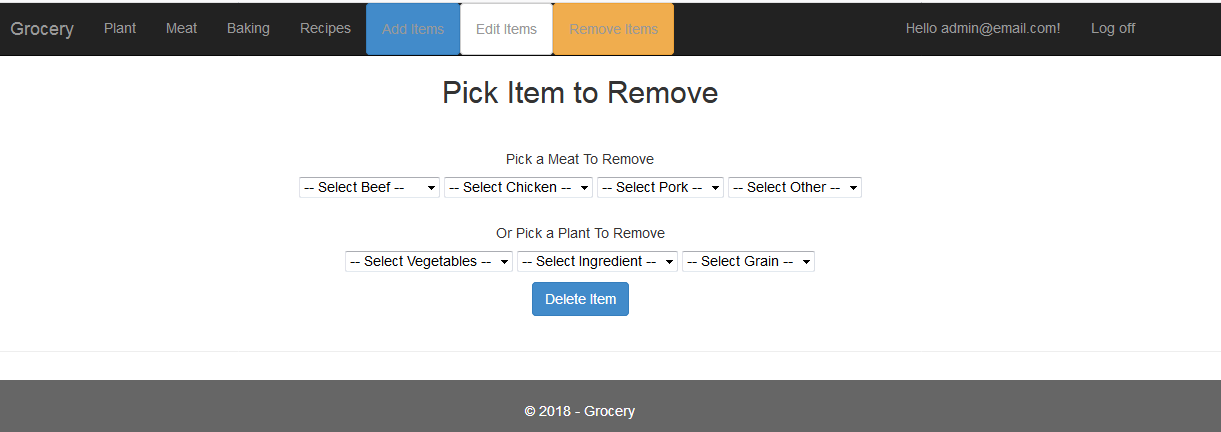 Grocery Plant Meat Baking Recipes Add Items Edit Items Remove Items Hello admin@email.com! Log off
Pick Item to Remove
Pick a Meat To Remove
-- Select Beef -- -- Select Chicken -- -- Select Pork -- -- Select Other --
Or Pick a Plant To Remove
-- Select Vegetables -- -- Select Ingredient -- -- Select Grain --
Delete Item
© 2018 - Grocery